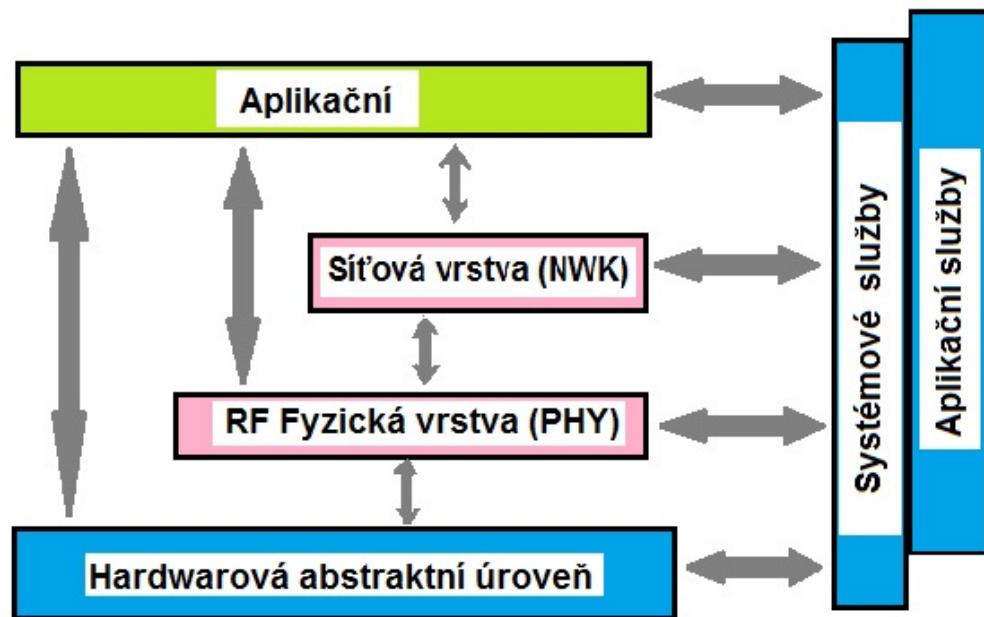 Aplikační
Síťová vrstva (NWK)
RF Fyzická vrstva (PHY)
Hardwarová abstraktní úroveň
Systémové služby
Aplikační služby